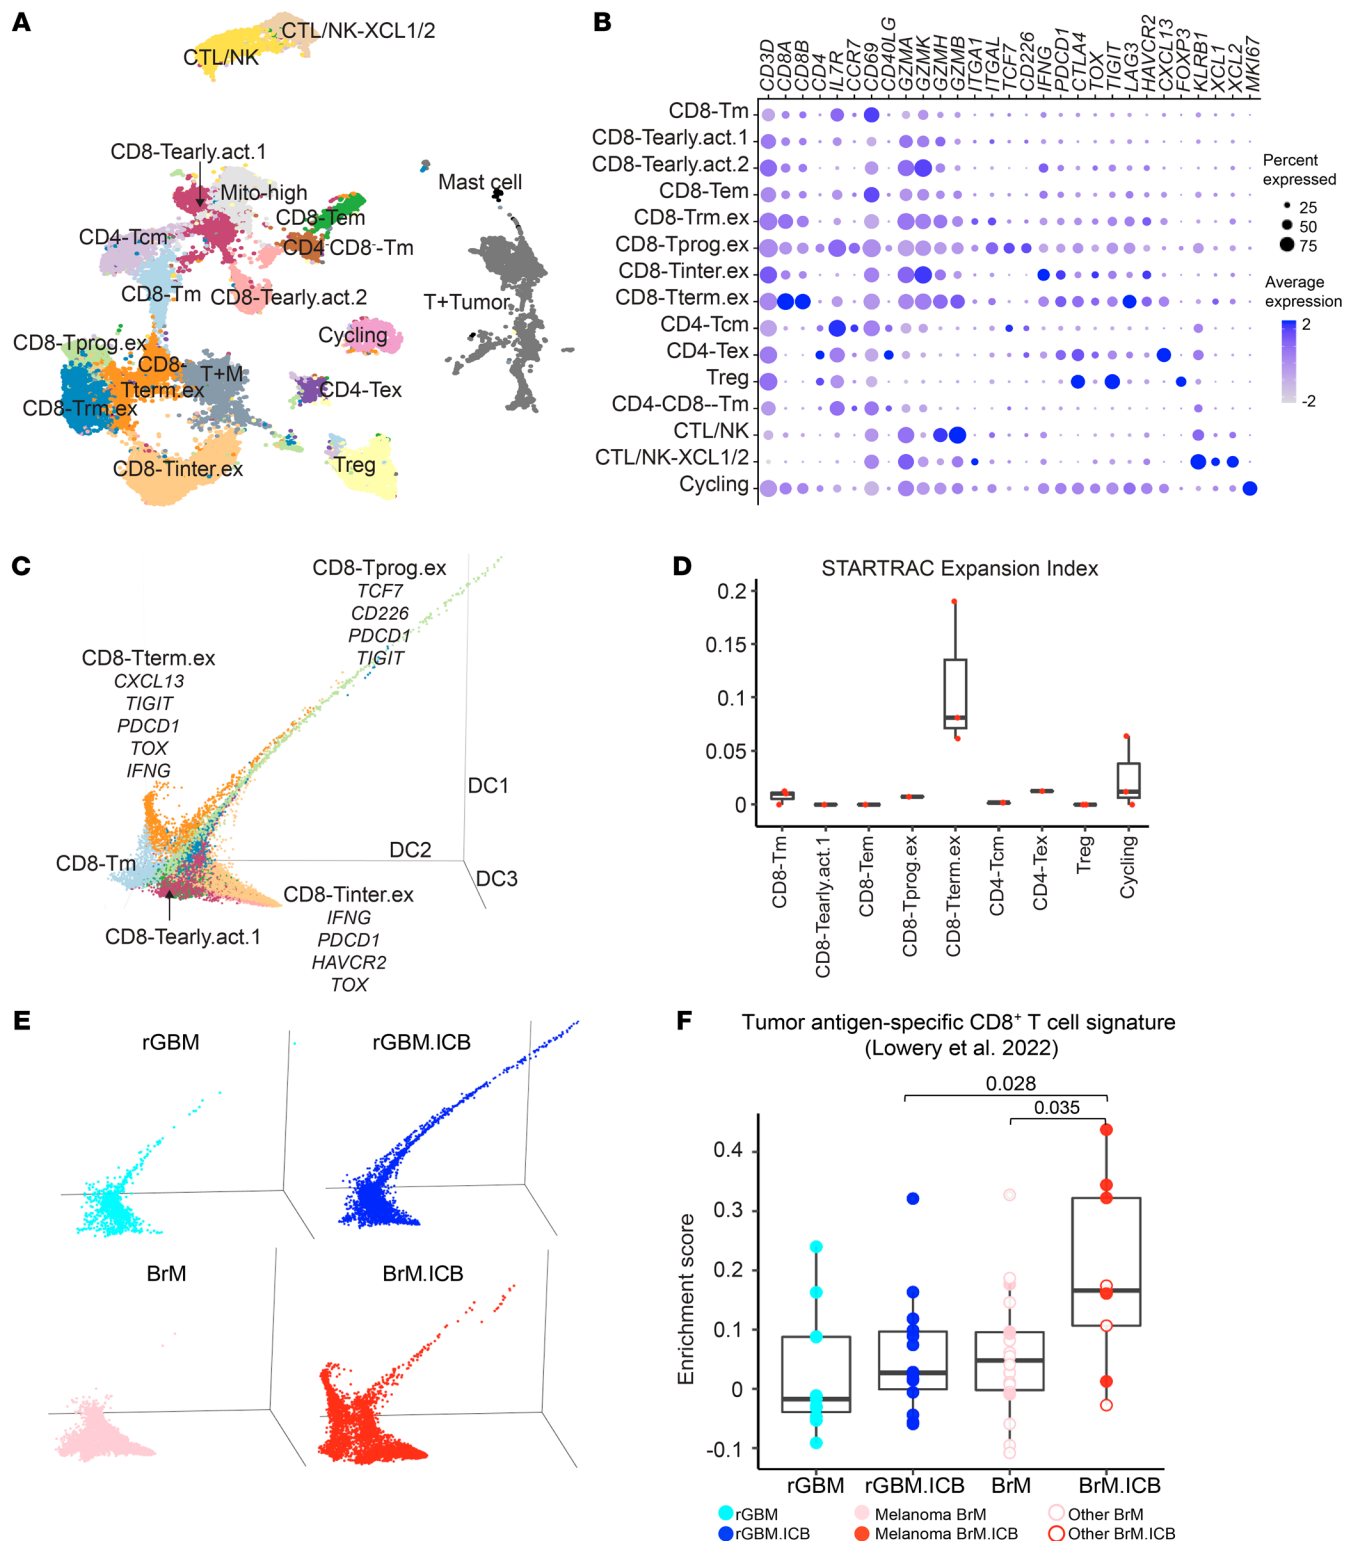 A
CTL/NK-XCL1/2
CTL/NK
CD8-Tearly.act.1
Mito-high
CD8-Tem
CD4-Tcm
CD4-CD8--Tm
CD8-Tm
CD8-Tearly.act.2
Mast cell
T+Tumor
Cycling
CD8-Tprog.ex
CD8-
Tterm.ex
T+M
CD8-Trm.ex
CD4-Tex
CD8-Tinter.ex
Treg
B
CD3D
CD8A
CD8B
CD4
IL7R
CCR7
CD69
CD40LG
GZMA
GZMK
GZMH
GZMB
ITGA1
ITGAL
TCF7
CD226
IFNG
PDCD1
CTLA4
TOX
TIGIT
LAG3
HAVCR2
CXCL13
FOXP3
KLRB1
XCL1
XCL2
MKI67
CD8-Tm
CD8-Tearly.act.1
CD8-Tearly.act.2
CD8-Tem
CD8-Trm.ex
CD8-Tprog.ex
CD8-Tinter.ex
CD8-Tterm.ex
CD4-Tcm
CD4-Tex
Treg
CD4-CD8--Tm
CTL/NK
CTL/NK-XCL1/2
Cycling
Percent
expressed
25
50
75
Average
expression
2
-2
C
CD8-Tprog.ex
TCF7
CD226
PDCD1
TIGIT
CD8-Tterm.ex
CXCL13
TIGIT
PDCD1
TOX
IFNG
DC1
DC2
DC3
CD8-Tm
CD8-Tearly.act.1
CD8-Tinter.ex
IFNG
PDCD1
HAVCR2
TOX
D
STARTRAC Expansion Index
0.2
0.15
0.1
0.05
0
CD8-Tm
CD8-Tearly.act.1
CD8-Tem
CD8-Tprog.ex
CD8-Tterm.ex
CD4-Tcm
CD4-Tex
Treg
Cycling
E
rGBM
rGBM.ICB
BrM
BrM.ICB
F
Tumor antigen-specific CD8⁺ T cell signature
(Lowery et al. 2022)
0.028
0.035
Enrichment score
0.4
0.3
0.2
0.1
0
-0.1
rGBM
rGBM.ICB
BrM
BrM.ICB
rGBM
Melanoma BrM
Other BrM
rGBM.ICB
Melanoma BrM.ICB
Other BrM.ICB